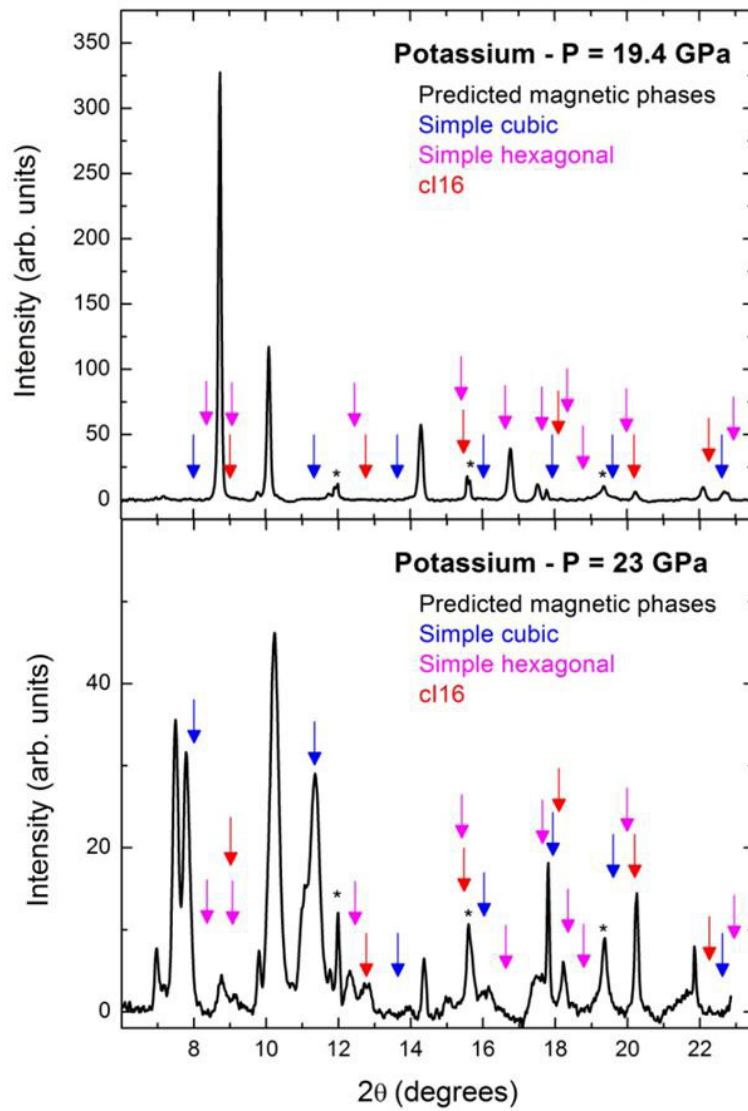 Potassium - P = 19.4 GPa
Predicted magnetic phases
Simple cubic
Simple hexagonal
cI16
Intensity (arb. units)
350
300
250
200
150
100
50
0
*
*
*
Potassium - P = 23 GPa
Predicted magnetic phases
Simple cubic
Simple hexagonal
cI16
Intensity (arb. units)
40
20
0
*
*
*
8 10 12 14 16 18 20 22
2θ (degrees)